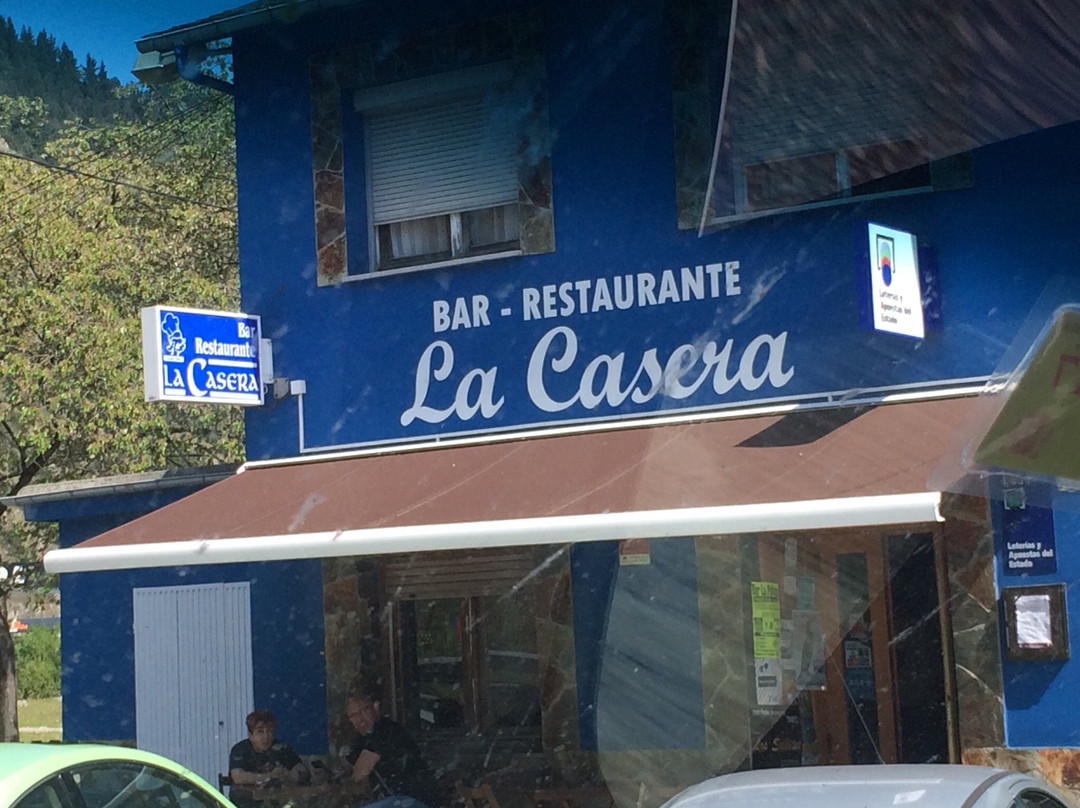 BAR - RESTAURANTE
La Casera
Bar
Restaurante
LA CASERA
Loterías y
Apuestas del
Estado
Loterías y
Apuestas del
Estado